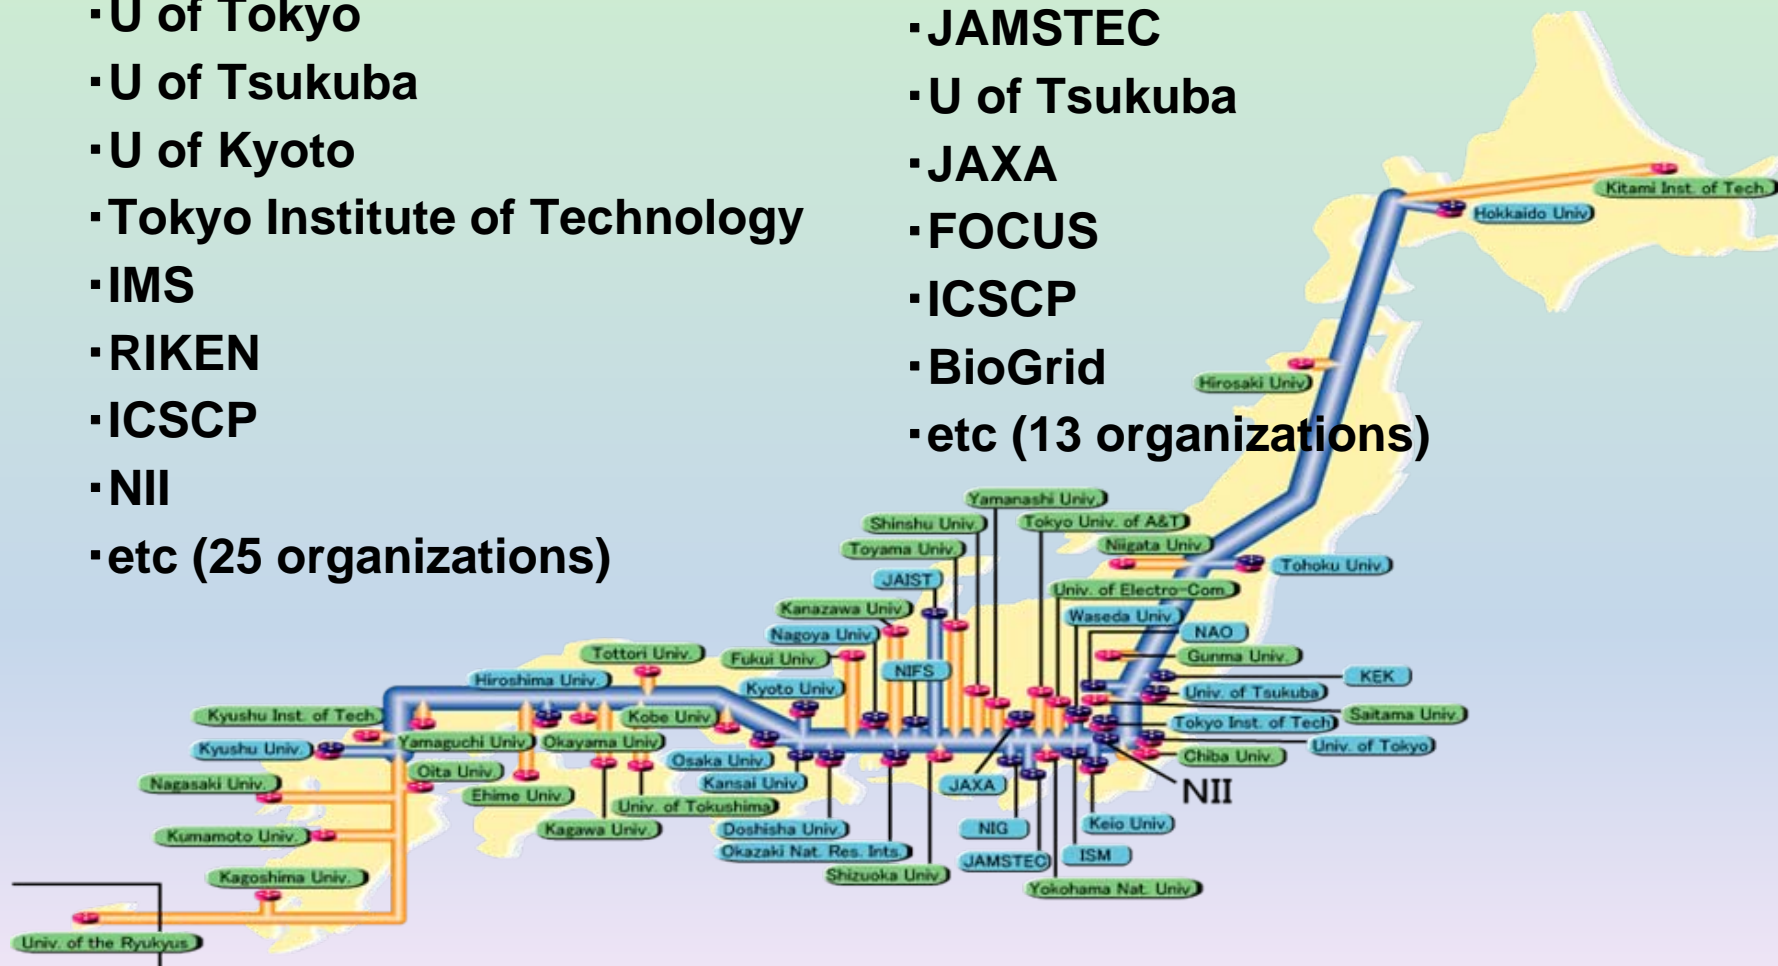 ・U of Tokyo
・U of Tsukuba
・U of Kyoto
・Tokyo Institute of Technology
・IMS
・RIKEN
・ICSCP
・NII
・etc (25 organizations)
・JAMSTEC
・U of Tsukuba
・JAXA
・FOCUS
・ICSCP
・BioGrid
・etc (13 organizations)
Kitami Inst. of Tech.
Hokkaido Univ
Hirosaki Univ
Yamanashi Univ.
Shinshu Univ.
Tokyo Univ. of A&T
Toyama Univ.
Niigata Univ.
Tohoku Univ.
JAIST
Univ. of Electro-Com.
Kanazawa Univ.
Waseda Univ.
Nagoya Univ.
NAO
Tottori Univ.
Fukui Univ.
Gunma Univ.
NIFS
KEK
Hiroshima Univ.
Kyoto Univ.
Univ. of Tsukuba
Kyushu Inst. of Tech.
Kobe Univ.
Saitama Univ.
Tokyo Inst. of Tech
Yamaguchi Univ.
Okayama Univ
Kyushu Univ.
Univ. of Tokyo
Osaka Univ.
Chiba Univ.
Oita Univ.
Nagasaki Univ.
Kansai Univ.
JAXA
NII
Ehime Univ.
Univ. of Tokushima
Kagawa Univ.
Doshisha Univ.
NIG
Keio Univ.
Kumamoto Univ.
Okazaki Nat. Res. Ints.
JAMSTEC
ISM
Kagoshima Univ.
Shizuoka Univ.
Yokohama Nat. Univ
Univ. of the Ryukyus